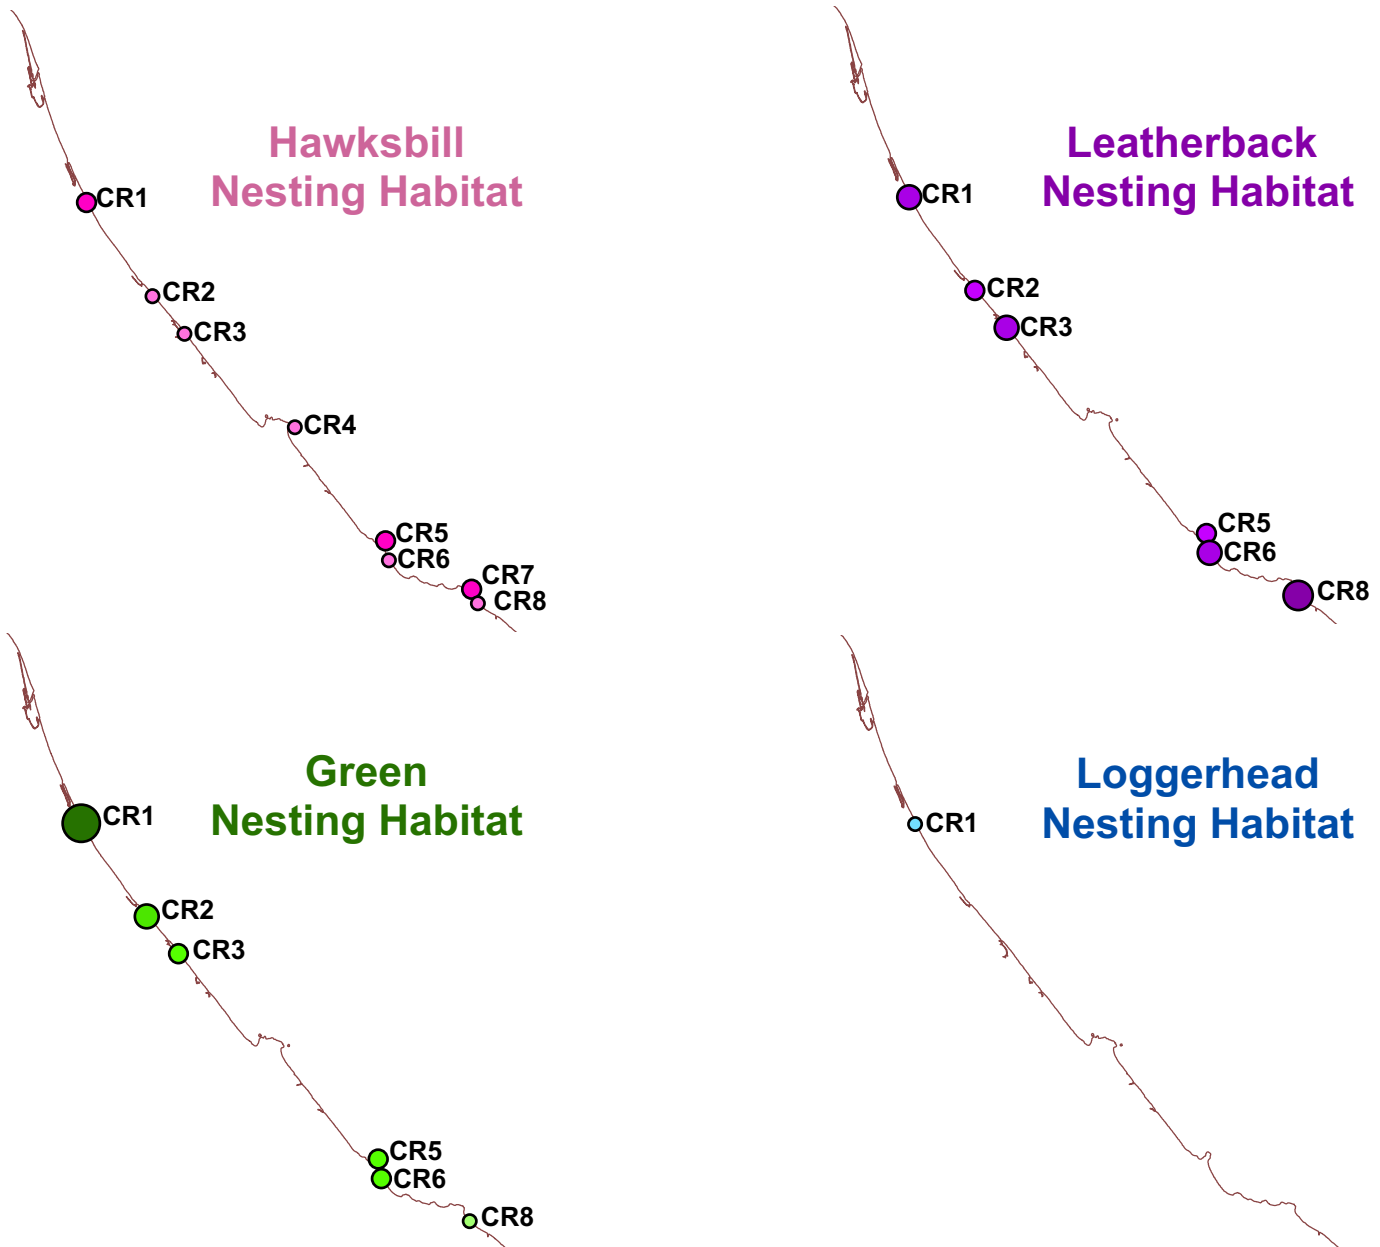 Hawksbill
Nesting Habitat
CR1
CR2
CR3
CR4
CR5
CR6
CR7
CR8
Leatherback
Nesting Habitat
CR1
CR2
CR3
CR5
CR6
CR8
Green
Nesting Habitat
CR1
CR2
CR3
CR5
CR6
CR8
Loggerhead
Nesting Habitat
CR1